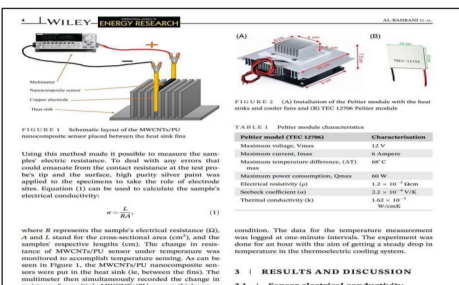 4
WILEY
INTERNATIONAL JOURNAL OF
ENERGY RESEARCH
AL-BAHRANI ET AL.
Multimeter
Nanocomposite sensor
Copper electrode
Heat sink
FIGURE 1 Schematic layout of the MWCNTs/PU
nanocomposite sensor placed between the heat sink fins
Using this method made it possible to measure the sam-
ples' electric resistance. To deal with any errors that
could emanate from the contact resistance at the test pro-
be's tip and the surface, high purity silver paint was
applied to the specimens to take the role of electrode
sites. Equation (1) can be used to calculate the sample's
electrical conductivity:
σ = L / RA, (1)
where R represents the sample's electrical resistance (Ω),
A and L stand for the cross-sectional area (cm²), and the
samples' respective lengths (cm). The change in resis-
tance of MWCNTs/PU sensor under temperature was
monitored to accomplish temperature sensing. As can be
seen in Figure 1, the MWCNTs/PU nanocomposite sen-
sors were put in the heat sink (ie, between the fins). The
multimeter then simultaneously recorded the change in
(A)
(B)
TEC1-12706
FIGURE 2 (A) Installation of the Peltier module with the heat
sinks and cooler fans and (B) TEC 12706 Peltier module
TABLE 1 Peltier module characteristics
Peltier model (TEC 12796) Characterisation
Maximum voltage, Vmax 12 V
Maximum current, Imax 6 Ampere
Maximum temperature difference, (ΔT) 68°C
max
Maximum power consumption, Qmax 60 W
Electrical resistivity (ρ) 1.2 × 10⁻² Ωcm
Seebeck coefficient (α) 2.2 × 10⁻⁴ V/K
Thermal conductivity (k) 1.62 × 10⁻²
W/cmK
condition. The data for the temperature measurement
was logged at one-minute intervals. The experiment was
done for an hour with the aim of getting a steady drop in
temperature in the thermoelectric cooling system.
3 | RESULTS AND DISCUSSION
3.1 | Sensor electrical conductivity